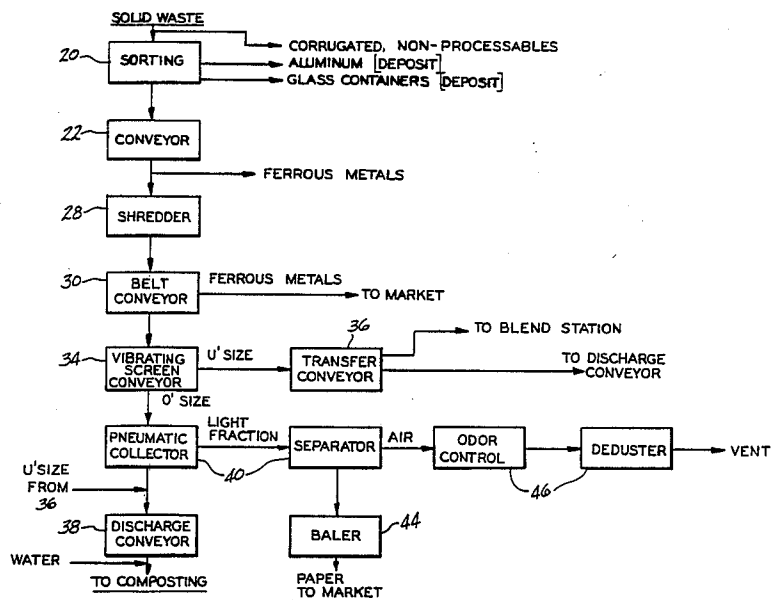 SOLID WASTE
CORRUGATED, NON-PROCESSABLES
20
SORTING
ALUMINUM [DEPOSIT]
GLASS CONTAINERS [DEPOSIT]
22
CONVEYOR
FERROUS METALS
28
SHREDDER
30
BELT
CONVEYOR
FERROUS METALS
TO MARKET
34
VIBRATING
SCREEN
CONVEYOR
U'SIZE
36
TRANSFER
CONVEYOR
TO BLEND STATION
TO DISCHARGE
CONVEYOR
O'SIZE
PNEUMATIC
COLLECTOR
LIGHT
FRACTION
40
SEPARATOR
AIR
ODOR
CONTROL
46
DEDUSTER
VENT
U'SIZE
FROM
36
38
DISCHARGE
CONVEYOR
44
BALER
WATER
TO COMPOSTING
PAPER
TO MARKET